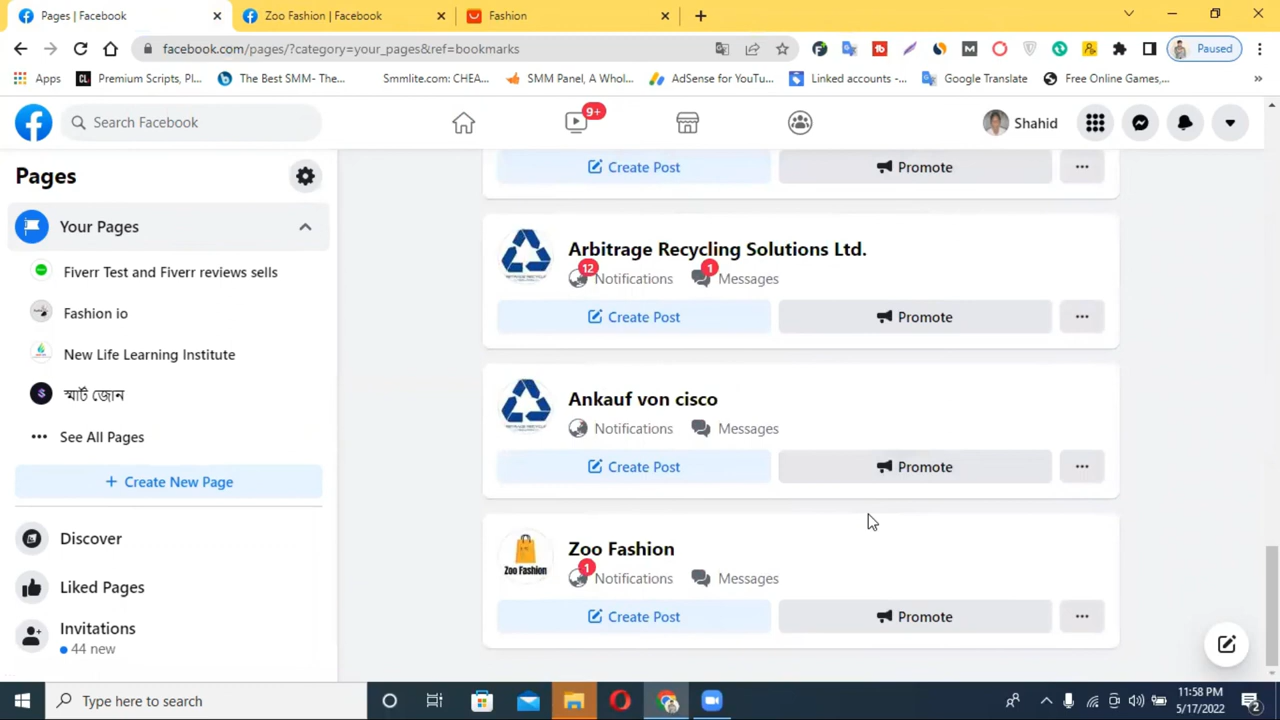 Pages | Facebook
Zoo Fashion | Facebook
Fashion
facebook.com/pages/?category=your_pages&ref=bookmarks
Paused
Apps
Premium Scripts, Pl...
The Best SMM- The...
Smmlite.com: CHEA...
SMM Panel, A Whol...
AdSense for YouTu...
Linked accounts -...
Google Translate
Free Online Games,...
Search Facebook
9+
Shahid
Pages
Your Pages
Fiverr Test and Fiverr reviews sells
Fashion io
New Life Learning Institute
স্মার্ট জোন
See All Pages
+ Create New Page
Discover
Liked Pages
Invitations
44 new
Create Post
Promote
Arbitrage Recycling Solutions Ltd.
12
Notifications
1
Messages
Create Post
Promote
Ankauf von cisco
Notifications
Messages
Create Post
Promote
Zoo Fashion
Zoo Fashion
1
Notifications
Messages
Create Post
Promote
Type here to search
11:58 PM
5/17/2022
2